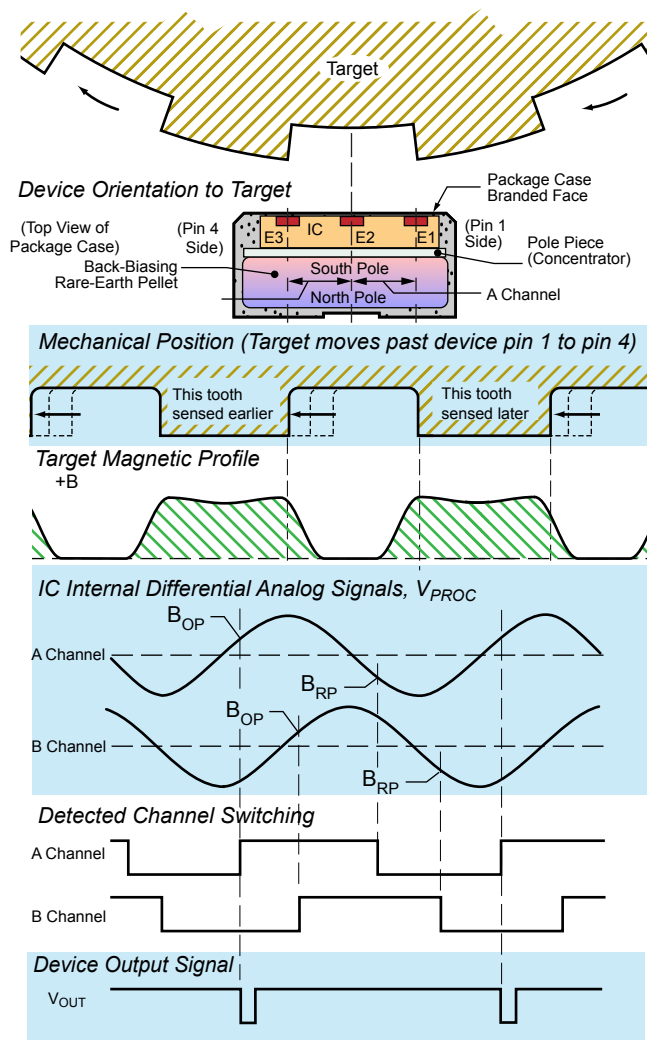 Target
Device Orientation to Target
Package Case
Branded Face
(Top View of
Package Case)
(Pin 4
Side)
E3
IC
E2
E1
(Pin 1
Side)
Pole Piece
(Concentrator)
Back-Biasing
Rare-Earth Pellet
South Pole
North Pole
A Channel
Mechanical Position (Target moves past device pin 1 to pin 4)
This tooth
sensed earlier
This tooth
sensed later
Target Magnetic Profile
+B
IC Internal Differential Analog Signals, VPROC
BOP
A Channel
BRP
BOP
B Channel
BRP
Detected Channel Switching
A Channel
B Channel
Device Output Signal
VOUT